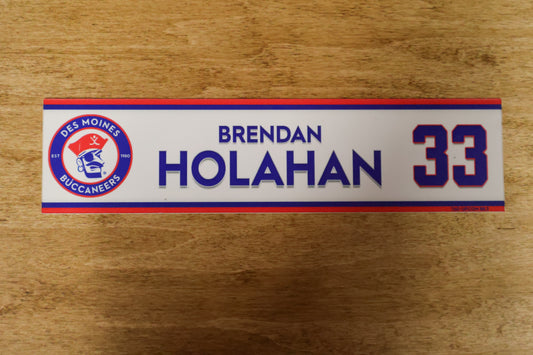 DES MOINES
EST 1980
BUCCANEERS
BRENDAN
HOLAHAN
33